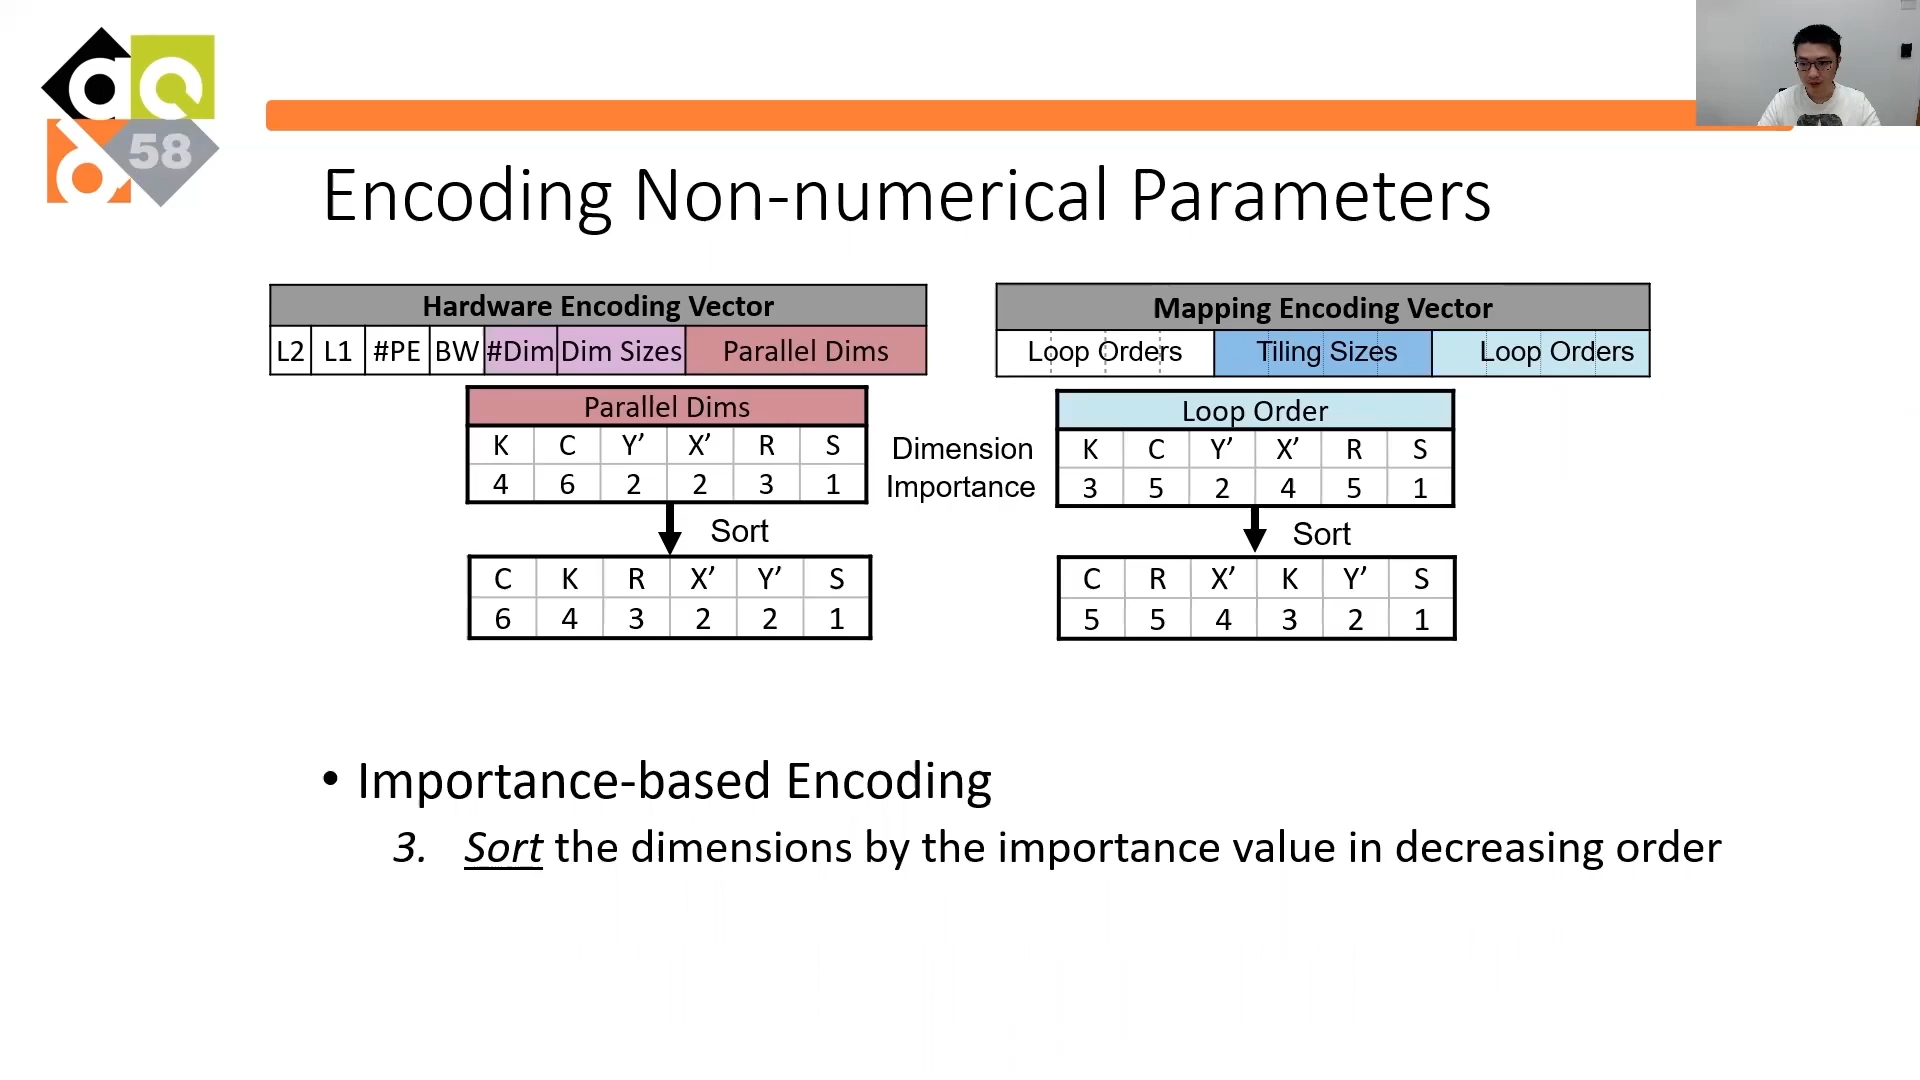 58
Encoding Non-numerical Parameters
Hardware Encoding Vector
L2 L1 #PE BW #Dim Dim Sizes Parallel Dims
Parallel Dims
K C Y’ X’ R S
4 6 2 2 3 1
Sort
C K R X’ Y’ S
6 4 3 2 2 1
Dimension
Importance
Mapping Encoding Vector
Loop Orders Tiling Sizes Loop Orders
Loop Order
K C Y’ X’ R S
3 5 2 4 5 1
Sort
C R X’ K Y’ S
5 5 4 3 2 1
• Importance-based Encoding
3. Sort the dimensions by the importance value in decreasing order